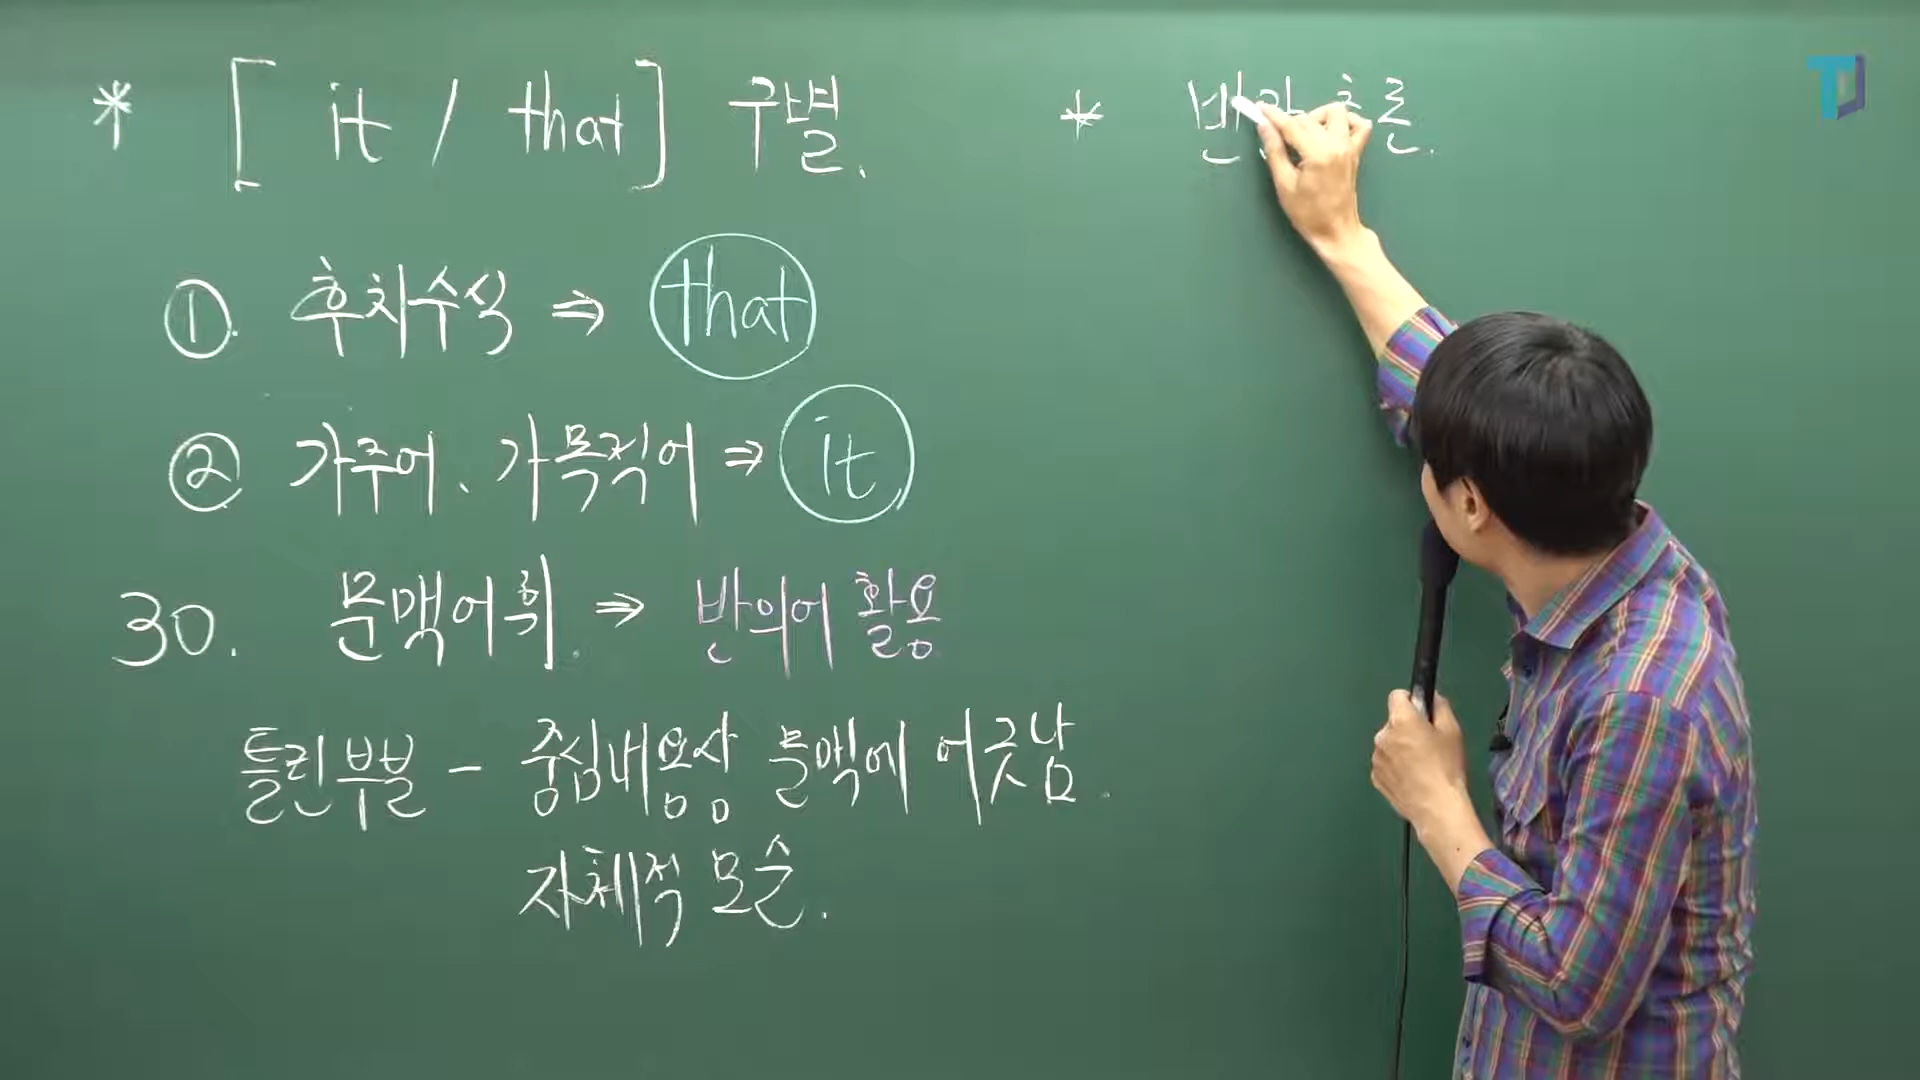 * [ it / that ] 구별.
① 후치수식 ⇒ that
② 가주어、가목적어 ⇒ it
30. 문맥어휘. ⇒ 반의어 활용
틀린부분 - 중심내용상 문맥에 어긋남.
자체적 모순.
*